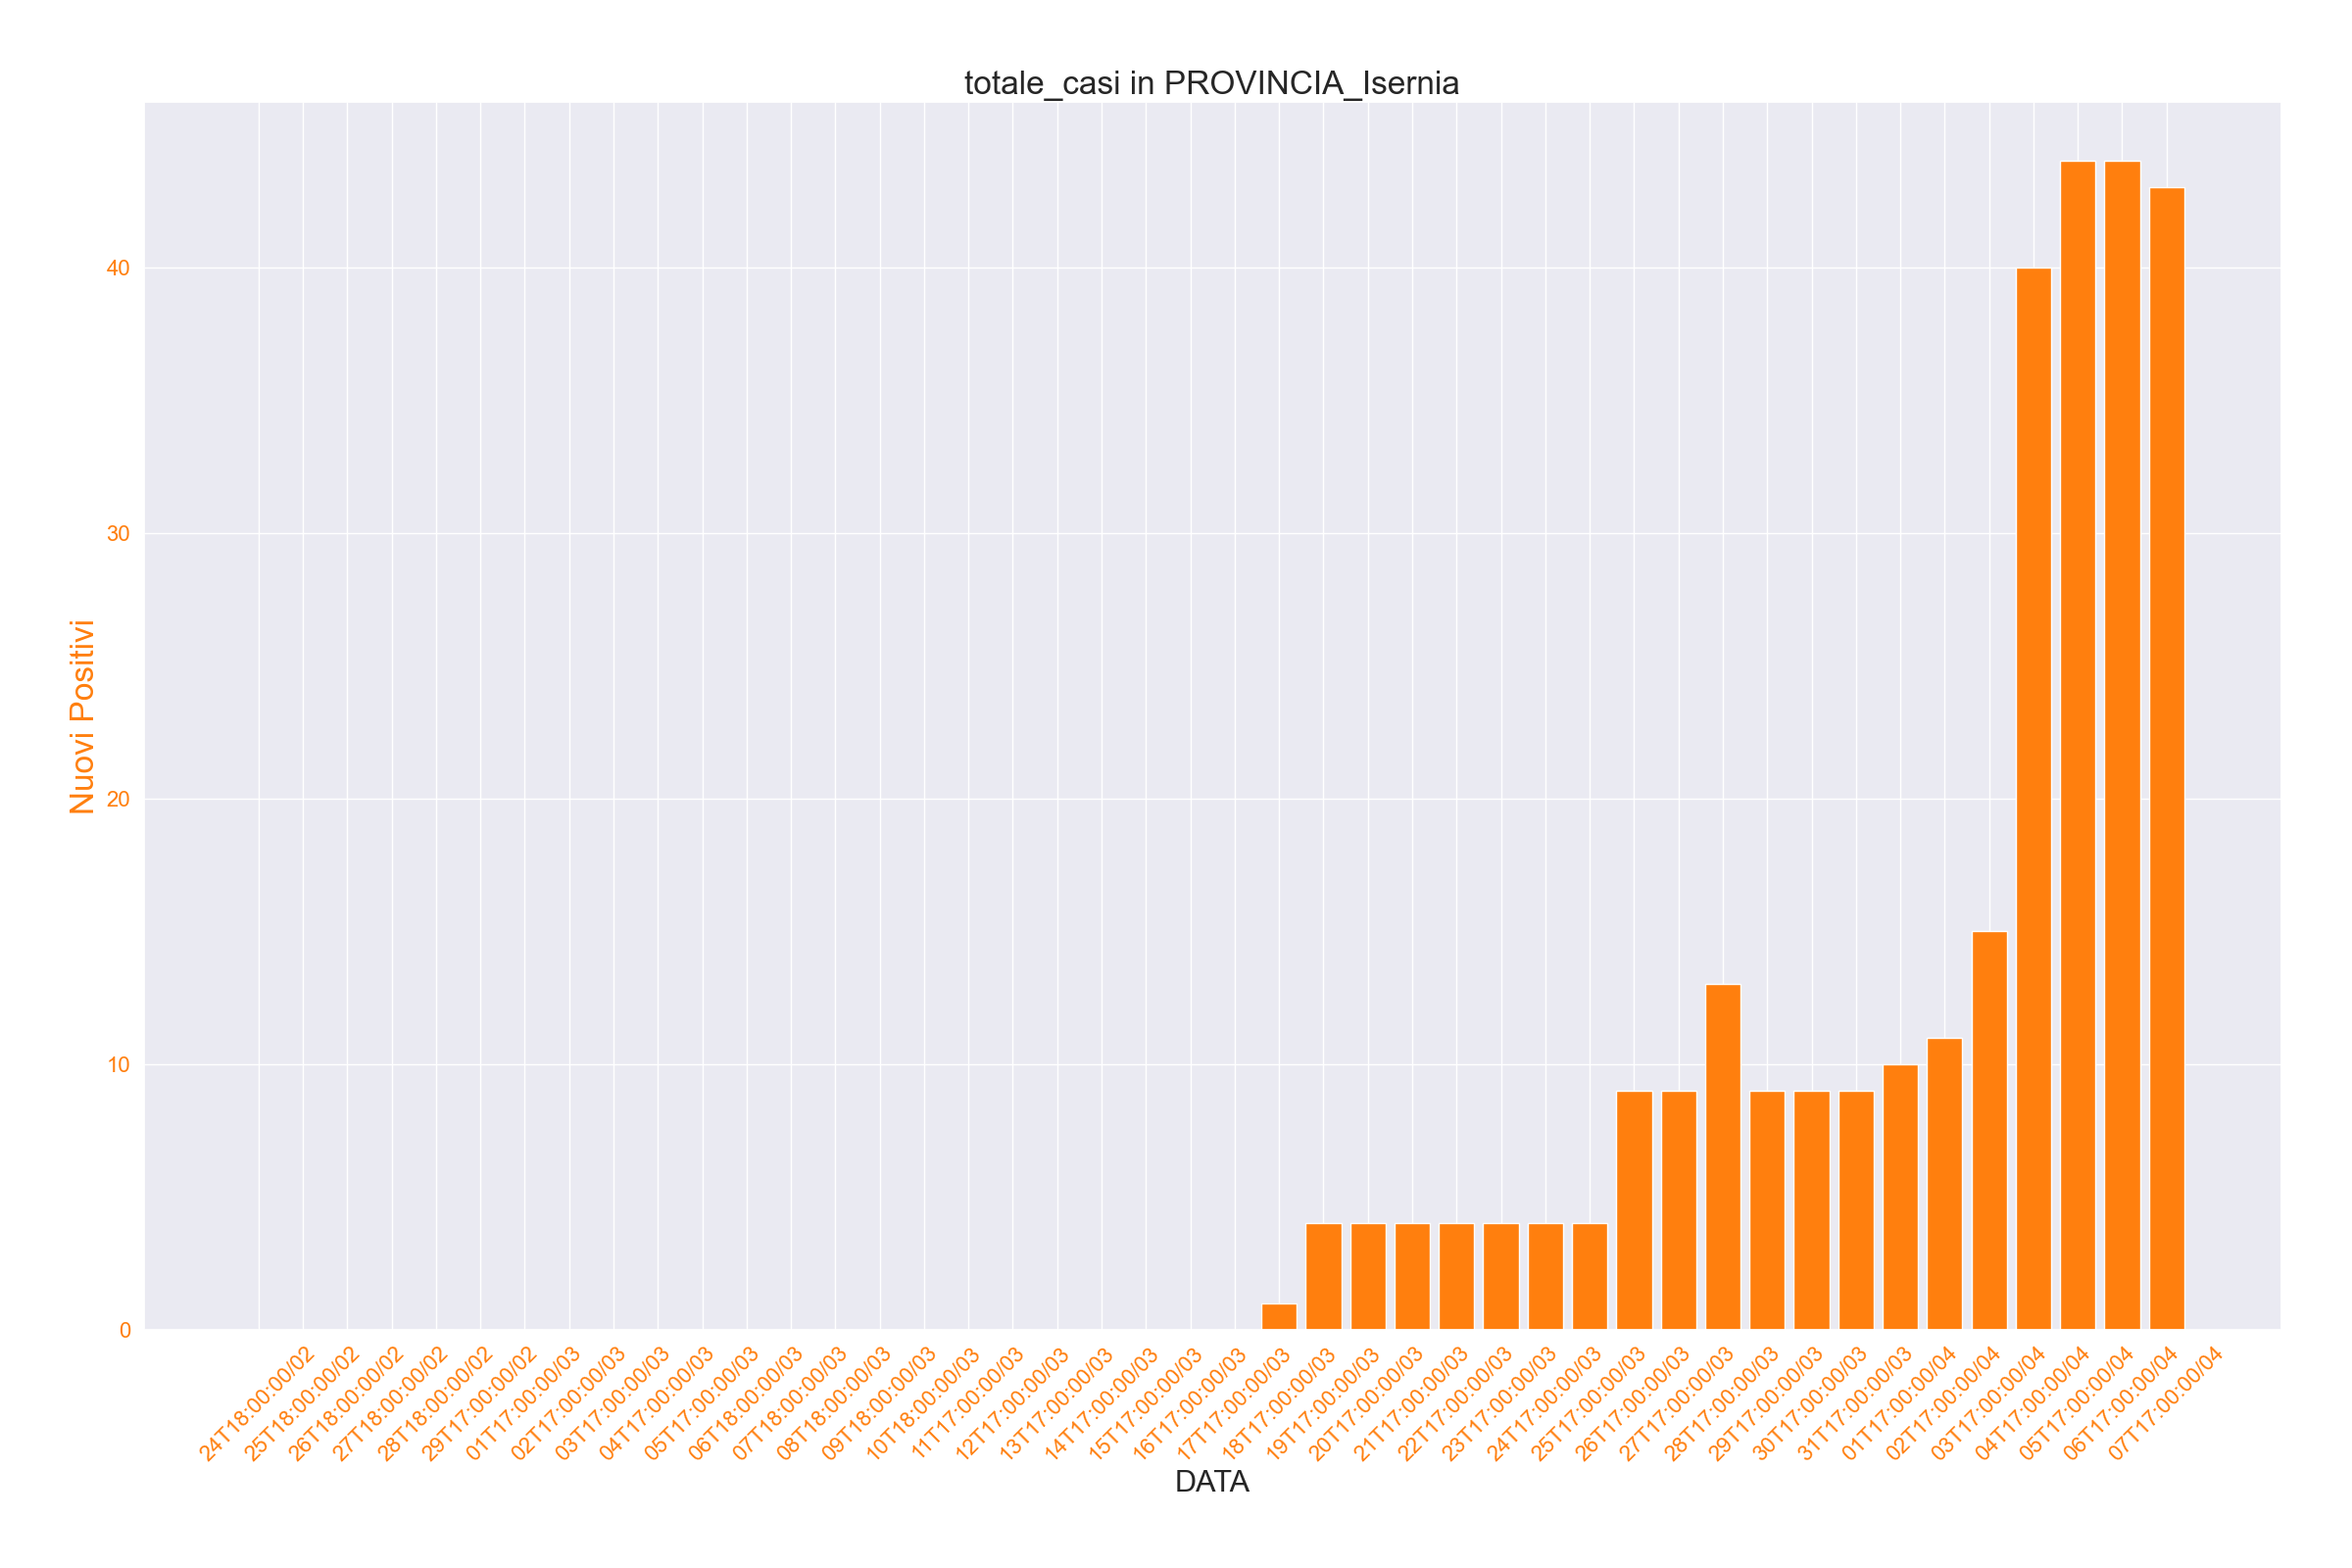 totale_casi in PROVINCIA_Isernia
Nuovi Positivi
40
30
20
10
0
24T18:00:00/02
25T18:00:00/02
26T18:00:00/02
27T18:00:00/02
28T18:00:00/02
29T17:00:00/02
01T17:00:00/03
02T17:00:00/03
03T17:00:00/03
04T17:00:00/03
05T17:00:00/03
06T18:00:00/03
07T18:00:00/03
08T18:00:00/03
09T18:00:00/03
10T18:00:00/03
11T17:00:00/03
12T17:00:00/03
13T17:00:00/03
14T17:00:00/03
15T17:00:00/03
16T17:00:00/03
17T17:00:00/03
18T17:00:00/03
19T17:00:00/03
20T17:00:00/03
21T17:00:00/03
22T17:00:00/03
23T17:00:00/03
24T17:00:00/03
25T17:00:00/03
26T17:00:00/03
27T17:00:00/03
28T17:00:00/03
29T17:00:00/03
30T17:00:00/03
31T17:00:00/03
01T17:00:00/04
02T17:00:00/04
03T17:00:00/04
04T17:00:00/04
05T17:00:00/04
06T17:00:00/04
07T17:00:00/04
DATA